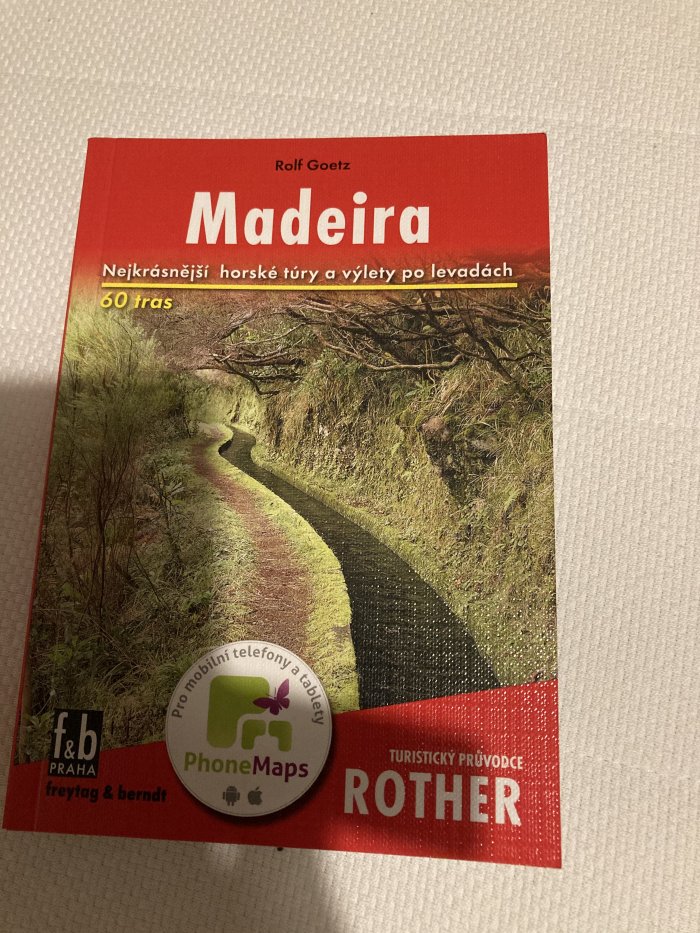 Rolf Goetz
Madeira
Nejkrásnější horské túry a výlety po levadách
60 tras
Pro mobilní telefony a tablety
PhoneMaps
f&b
PRAHA
freytag & berndt
TURISTICKÝ PRŮVODCE
ROTHER